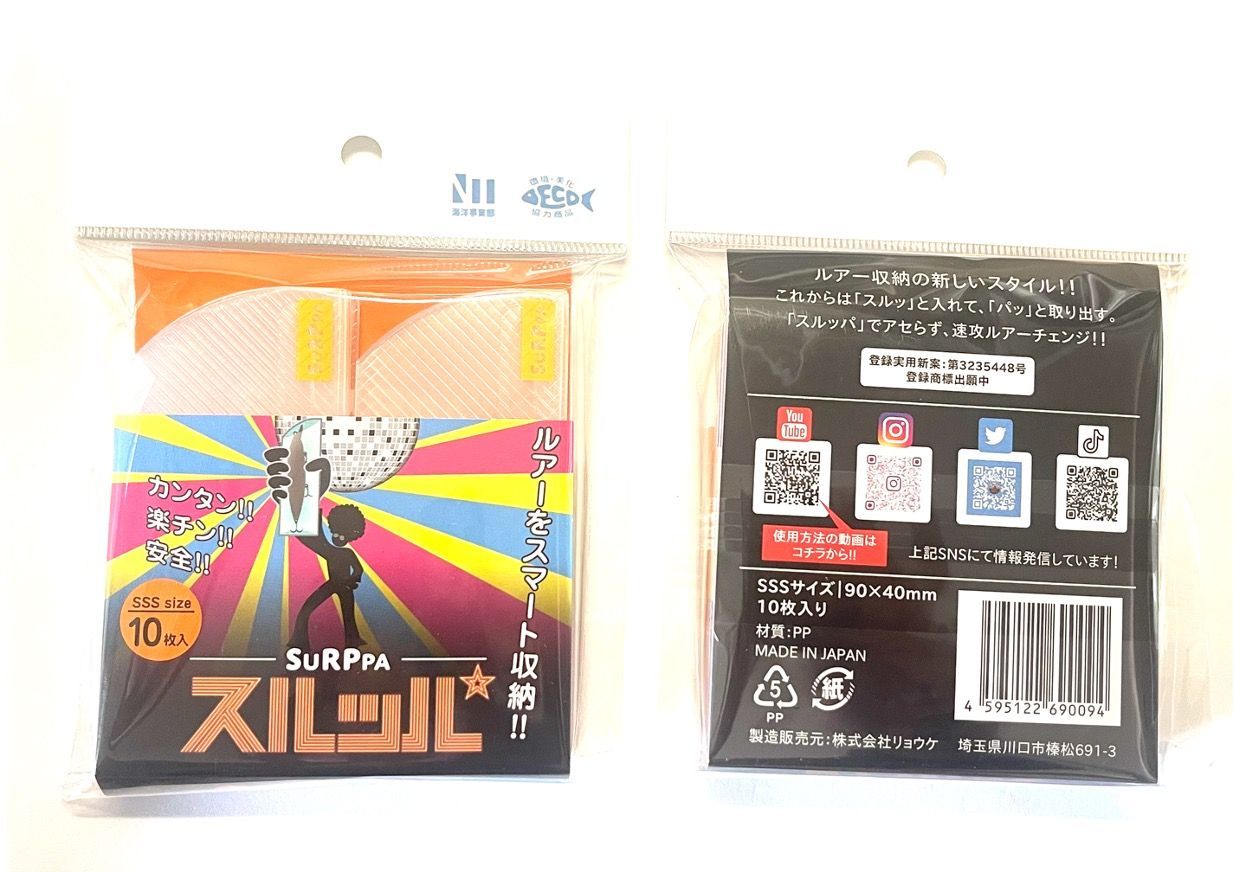 海洋事業部
環境・美化
ECO
協力商品
SURPPA
SURPPA
カンタン!!
楽チン!!
安全!!
ルアーをスマート収納!!
SSS size
10枚入
SURPPA
スルッパ
ルアー収納の新しいスタイル!!
これからは「スルッ」と入れて、「パッ」と取り出す。
「スルッパ」でアセらず、速攻ルアーチェンジ!!
登録実用新案:第3235448号
登録商標出願中
You
Tube
使用方法の動画は
コチラから!!
上記SNSにて情報発信しています!
SSSサイズ|90×40mm
10枚入り
材質:PP
MADE IN JAPAN
5
PP
紙
4 595122 690094
製造販売元:株式会社リョウケ 埼玉県川口市榛松691-3